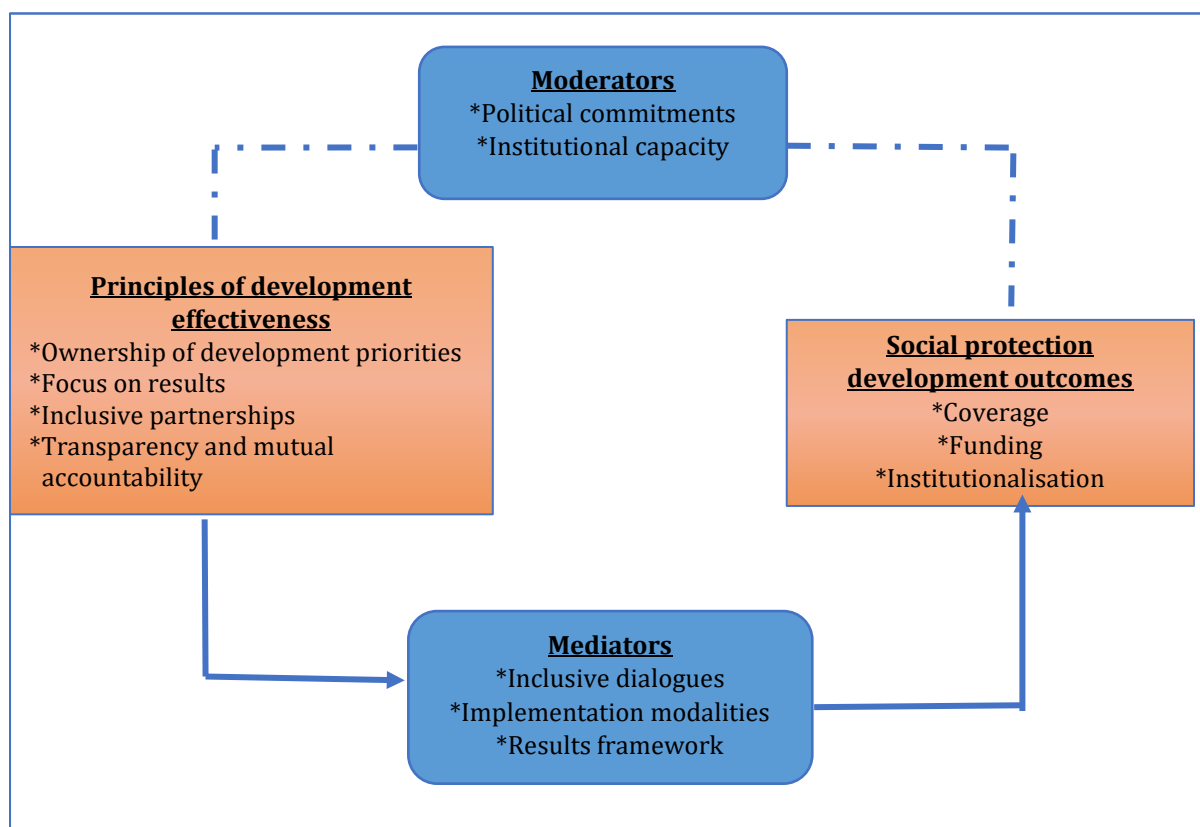 Moderators
*Political commitments
*Institutional capacity
Principles of development
effectiveness
*Ownership of development priorities
*Focus on results
*Inclusive partnerships
*Transparency and mutual
accountability
Social protection
development outcomes
*Coverage
*Funding
*Institutionalisation
Mediators
*Inclusive dialogues
*Implementation modalities
*Results framework